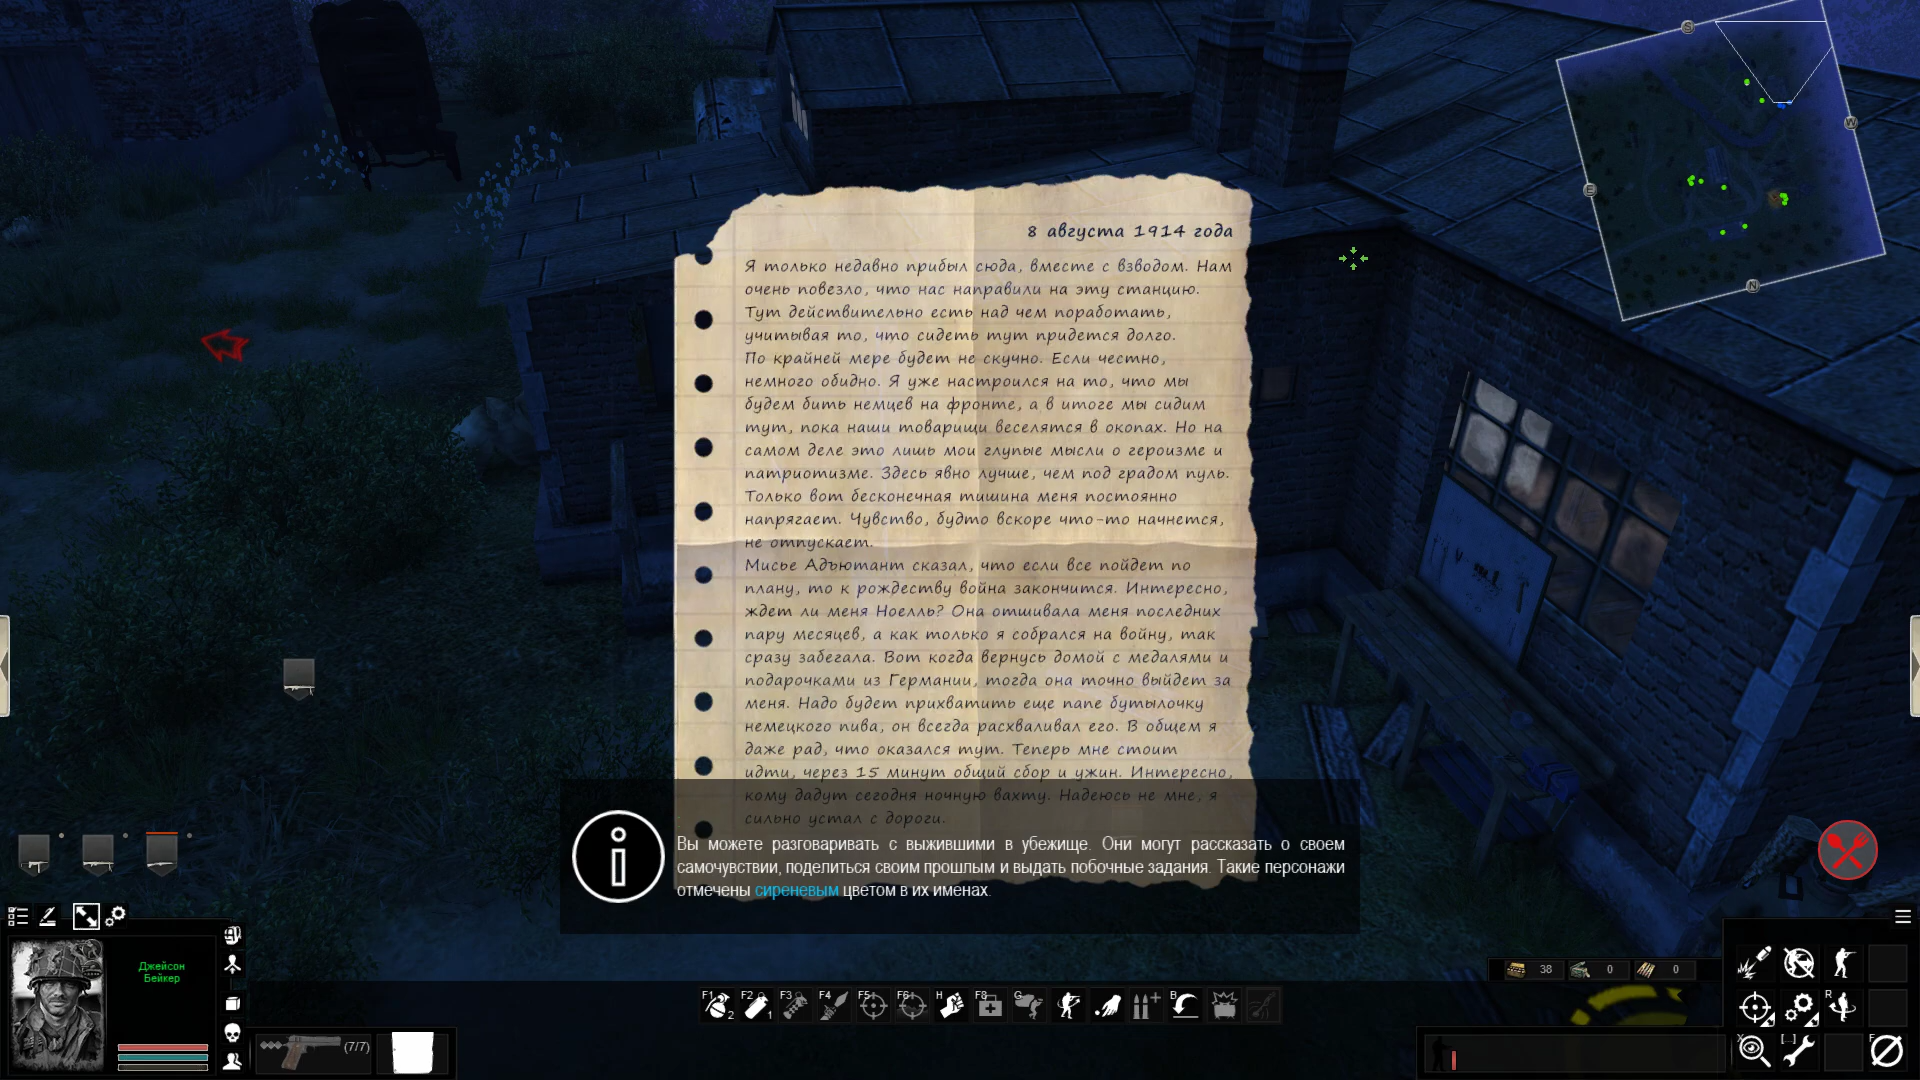 S
W
E
N
8 августа 1914 года
Я только недавно прибыл сюда, вместе с взводом. Нам
очень повезло, что нас направили на эту станцию.
Тут действительно есть над чем поработать,
учитывая то, что сидеть тут придется долго.
По крайней мере будет не скучно. Если честно,
немного обидно. Я уже настроился на то, что мы
будем бить немцев на фронте, а в итоге мы сидим
тут, пока наши товарищи веселятся в окопах. Но на
самом деле это лишь мои глупые мысли о героизме и
патриотизме. Здесь явно лучше, чем под градом пуль.
Только вот бесконечная тишина меня постоянно
напрягает. Чувство, будто вскоре что-то начнется,
не отпускает.
Мисье Адъютант сказал, что если все пойдет по
плану, то к рождеству война закончится. Интересно,
ждет ли меня Ноелль? Она отшивала меня последних
пару месяцев, а как только я собрался на войну, так
сразу забегала. Вот когда вернусь домой с медалями и
подарочками из Германии, тогда она точно выйдет за
меня. Надо будет прихватить еще папе бутылочку
немецкого пива, он всегда расхваливал его. В общем я
даже рад, что оказался тут. Теперь мне стоит
идти, через 15 минут общий сбор и ужин. Интересно,
кому дадут сегодня ночную вахту. Надеюсь не мне, я
сильно устал с дороги.
Вы можете разговаривать с выжившими в убежище. Они могут рассказать о своем
самочувствии, поделиться своим прошлым и выдать побочные задания. Такие персонажи
отмечены сиреневым цветом в их именах.
Джейсон
Бейкер
(7/7)
F1 2 F2 1 F3 F4 F5 F6 H F8 G B
38 0 0
R
X [...] F